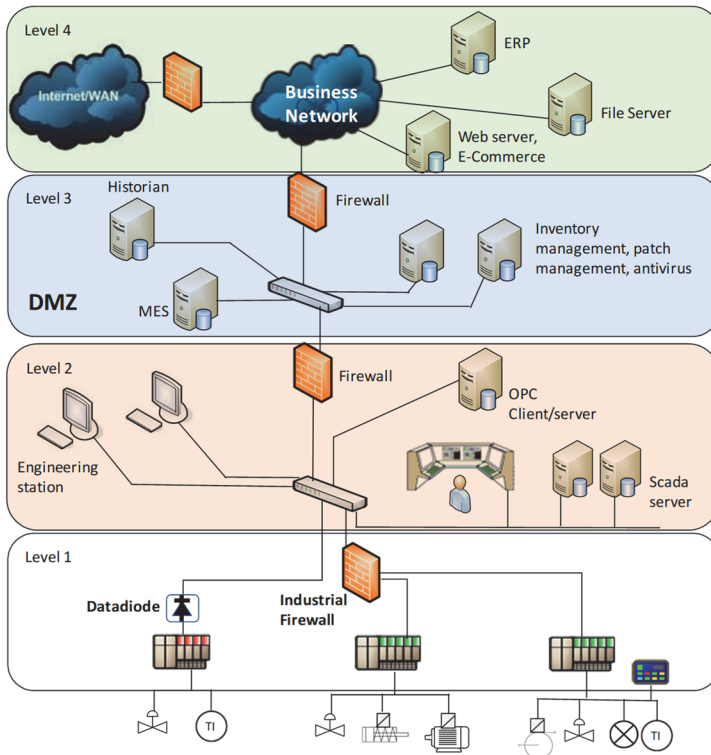 Level 4
ERP
Internet/WAN
Business
Network
File Server
Web server,
E-Commerce
Level 3
Historian
Firewall
Inventory
management, patch
management, antivirus
DMZ
MES
Level 2
Firewall
OPC
Client/server
Engineering
station
Scada
server
Level 1
Datadiode
Industrial
Firewall
TI
TI